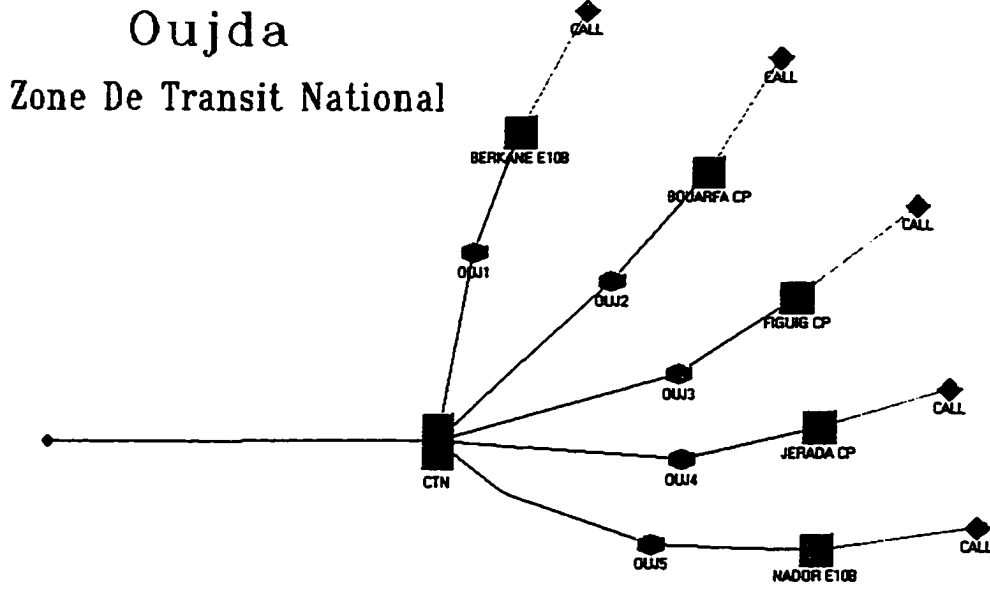 Oujda
Zone De Transit National
CALL
CALL
BERKANE E10B
BOUARFA CP
CALL
OUJ1
OUJ2
FIGUIG CP
OUJ3
CALL
JERADA CP
OUJ4
CTN
CALL
OUJ5
NADOR E10B